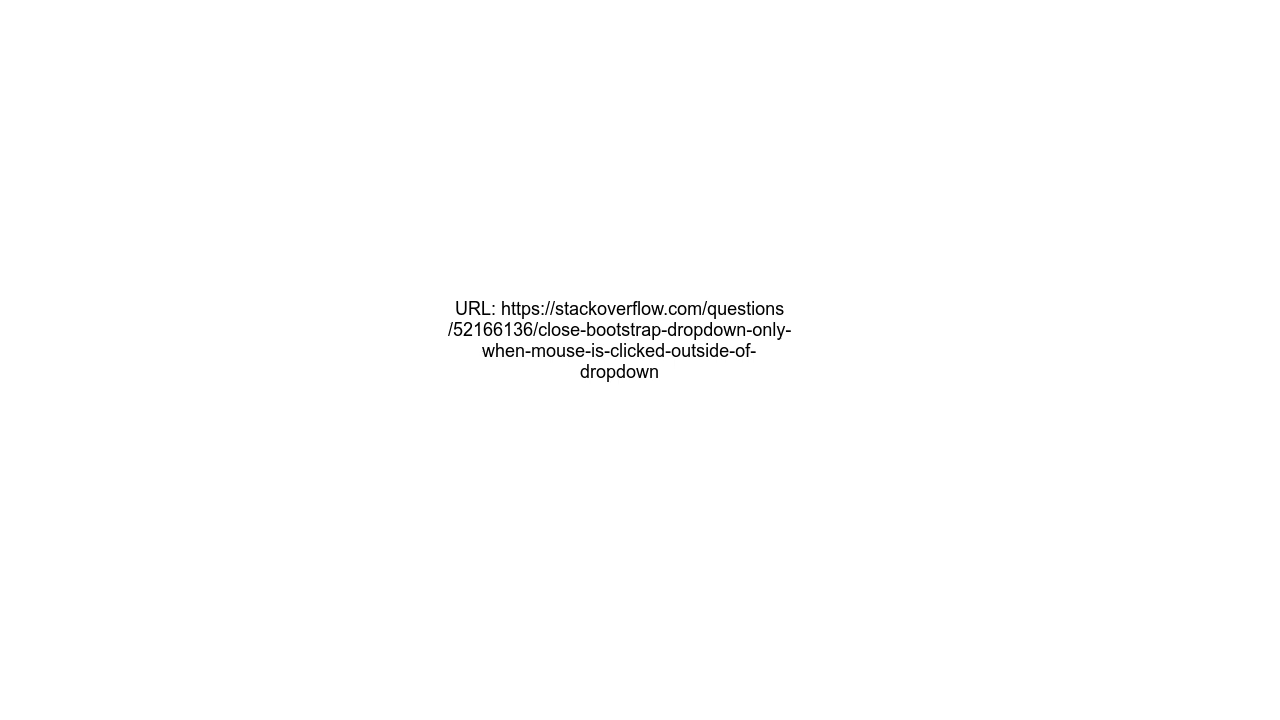 URL: https://stackoverflow.com/questions
/52166136/close-bootstrap-dropdown-only-
when-mouse-is-clicked-outside-of-
dropdown